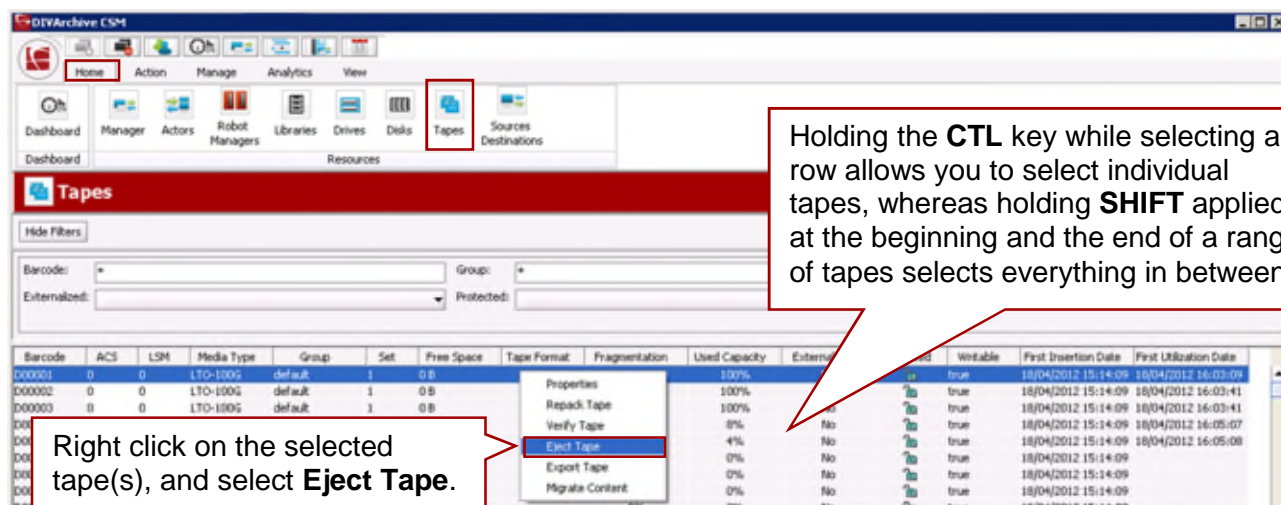 DIVArchive CSM
Home Action Manage Analytics View
Dashboard Manager Actors Robot Managers Libraries Drives Disks Tapes Sources Destinations
Dashboard Resources
Tapes
Hide Filters
Holding the CTL key while selecting a
row allows you to select individual
tapes, whereas holding SHIFT applied
at the beginning and the end of a rang
of tapes selects everything in between
Barcode: * Group: *
Externalized: Protected:
Barcode ACS LSM Media Type Group Set Free Space Tape Format Fragmentation Used Capacity External ed Writable First Insertion Date First Utilization Date
D00001 0 0 LTO-100G default 1 0 B 100% true 18/04/2012 15:14:09 18/04/2012 16:03:09
D00002 0 0 LTO-100G default 1 0 B 100% true 18/04/2012 15:14:09 18/04/2012 16:03:41
D00003 0 0 LTO-100G default 1 0 B 100% No true 18/04/2012 15:14:09 18/04/2012 16:03:41
8% No true 18/04/2012 15:14:09 18/04/2012 16:05:07
4% No true 18/04/2012 15:14:09 18/04/2012 16:05:08
0% No true 18/04/2012 15:14:09
0% No true 18/04/2012 15:14:09
0% No true 18/04/2012 15:14:09
Properties
Repack Tape
Verify Tape
Eject Tape
Export Tape
Migrate Content
Right click on the selected
tape(s), and select Eject Tape.